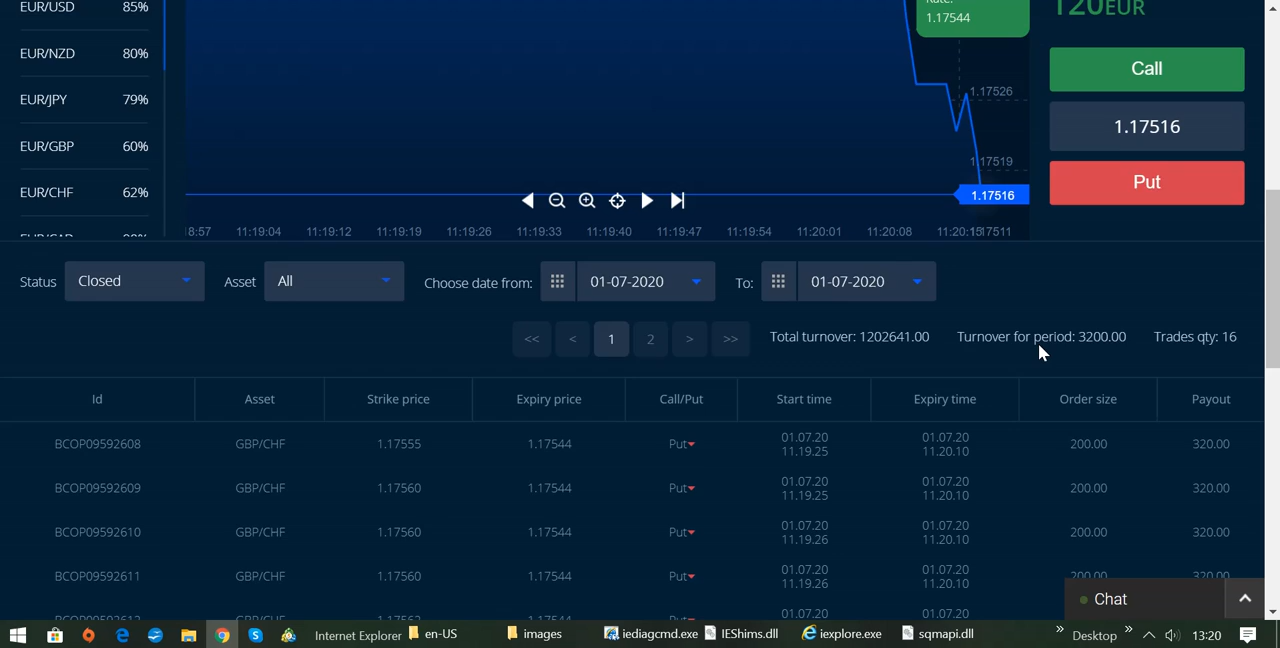 EUR/USD 85%
EUR/NZD 80%
EUR/JPY 79%
EUR/GBP 60%
EUR/CHF 62%
1.17544
120EUR
Call
1.17516
Put
1.17526
1.17519
1.17516
11:19:04 11:19:12 11:19:19 11:19:26 11:19:33 11:19:40 11:19:47 11:19:54 11:20:01 11:20:08
Status Closed Asset All Choose date from: 01-07-2020 To: 01-07-2020
<< < 1 2 > >> Total turnover: 1202641.00 Turnover for period: 3200.00 Trades qty: 16
Id Asset Strike price Expiry price Call/Put Start time Expiry time Order size Payout
BCOP09592608 GBP/CHF 1.17555 1.17544 Put 01.07.20 11.19.25 01.07.20 11.20.10 200.00 320.00
BCOP09592609 GBP/CHF 1.17560 1.17544 Put 01.07.20 11.19.25 01.07.20 11.20.10 200.00 320.00
BCOP09592610 GBP/CHF 1.17560 1.17544 Put 01.07.20 11.19.26 01.07.20 11.20.10 200.00 320.00
BCOP09592611 GBP/CHF 1.17560 1.17544 Put 01.07.20 11.19.26 01.07.20 11.20.10
01.07.20 01.07.20
Chat
Internet Explorer en-US images iediagcmd.exe IEShims.dll iexplore.exe sqmapi.dll Desktop 13:20